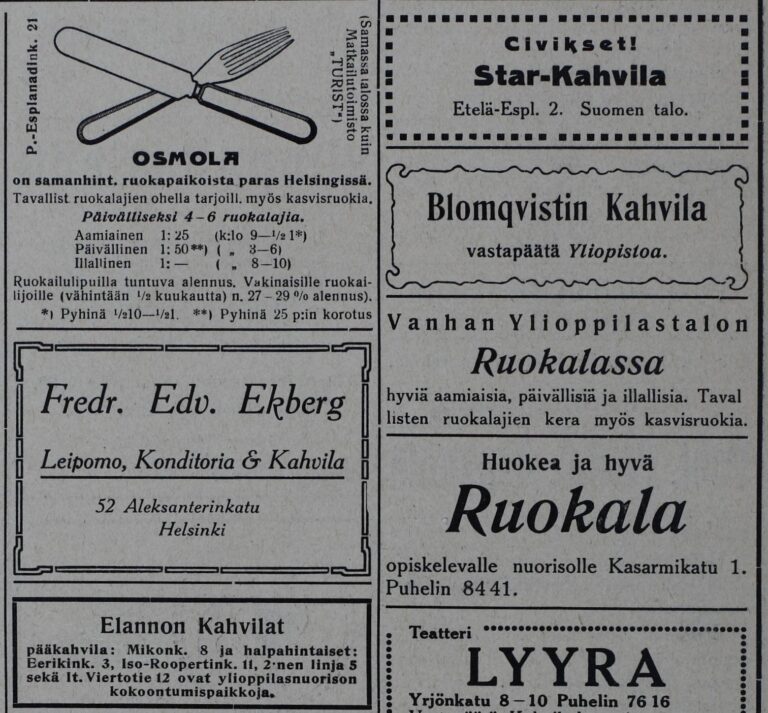 P.-Esplanadink. 21
(Samassa talossa kuin
Matkailutoimisto
„TURIST“)
OSMOLA
on samanhint. ruokapaikoista paras Helsingissä.
Tavallist ruokalajien ohella tarjoill. myös kasvisruokia.
Päivälliseksi 4–6 ruokalajia.
Aamiainen 1: 25 (k:lo 9–½ 1*)
Päivällinen 1: 50**) ( „ 3–6)
Illallinen 1: — ( „ 8–10)
Ruokailulipuilla tuntuva alennus. Vakinaisille ruokai-
lijoille (vähintään ½ kuukautta) n. 27–29 % alennus).
*) Pyhinä ½10—½1. **) Pyhinä 25 p:in korotus
Fredr. Edv. Ekberg
Leipomo, Konditoria & Kahvila
52 Aleksanterinkatu
Helsinki
Elannon Kahvilat
pääkahvila: Mikonk. 8 ja halpahintaiset:
Eerikink. 3, Iso-Roopertink. 11, 2·nen linja 5
sekä It. Viertotie 12 ovat ylioppilasnuorison
kokoontumispaikkoja.
Civikset!
Star-Kahvila
Etelä-Espl. 2. Suomen talo.
Blomqvistin Kahvila
vastapäätä Yliopistoa.
Vanhan Ylioppilastalon
Ruokalassa
hyviä aamiaisia, päivällisiä ja illallisia. Taval
listen ruokalajien kera myös kasvisruokia.
Huokea ja hyvä
Ruokala
opiskelevalle nuorisolle Kasarmikatu 1.
Puhelin 84 41.
Teatteri
LYYRA
Yrjönkatu 8–10 Puhelin 76 16